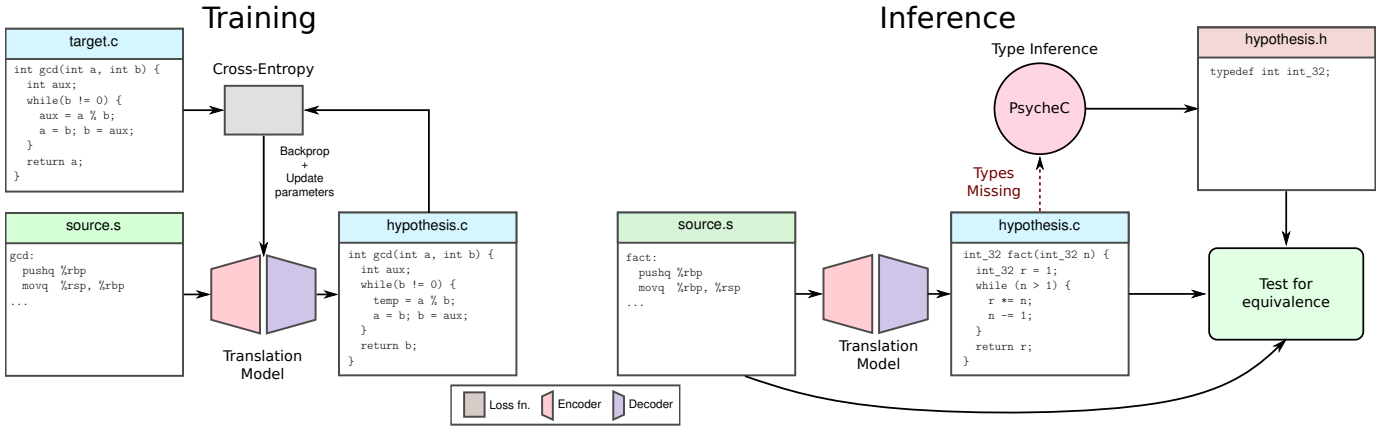 Training
target.c
int gcd(int a, int b) {
int aux;
while(b != 0) {
aux = a % b;
a = b; b = aux;
}
return a;
}
Cross-Entropy
Backprop
+
Update
parameters
source.s
gcd:
pushq %rbp
movq %rsp, %rbp
...
Translation
Model
hypothesis.c
int gcd(int a, int b) {
int aux;
while(b != 0) {
temp = a % b;
a = b; b = aux;
}
return b;
}
Loss fn.
Encoder
Decoder
Inference
source.s
fact:
pushq %rbp
movq %rbp, %rsp
...
Translation
Model
hypothesis.c
int_32 fact(int_32 n) {
int_32 r = 1;
while (n > 1) {
r *= n;
n -= 1;
}
return r;
}
Types
Missing
Type Inference
PsycheC
hypothesis.h
typedef int int_32;
Test for
equivalence